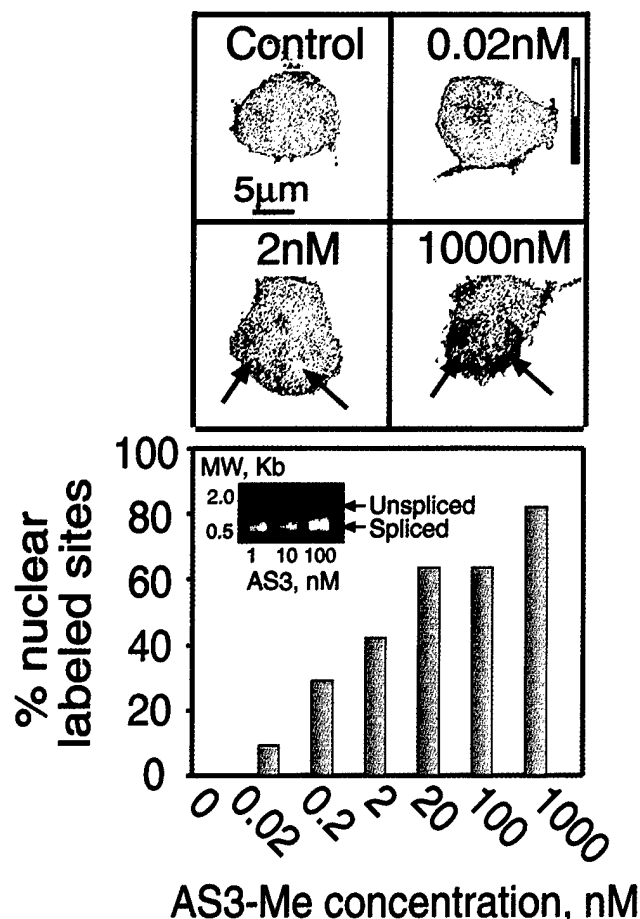 Control 0.02nM
5μm
2nM 1000nM
100
80
60
40
20
0
% nuclear
labeled sites
MW, Kb
2.0
0.5
Unspliced
Spliced
1 10 100
AS3, nM
0 0.02 0.2 2 20 100 1000
AS3-Me concentration, nM